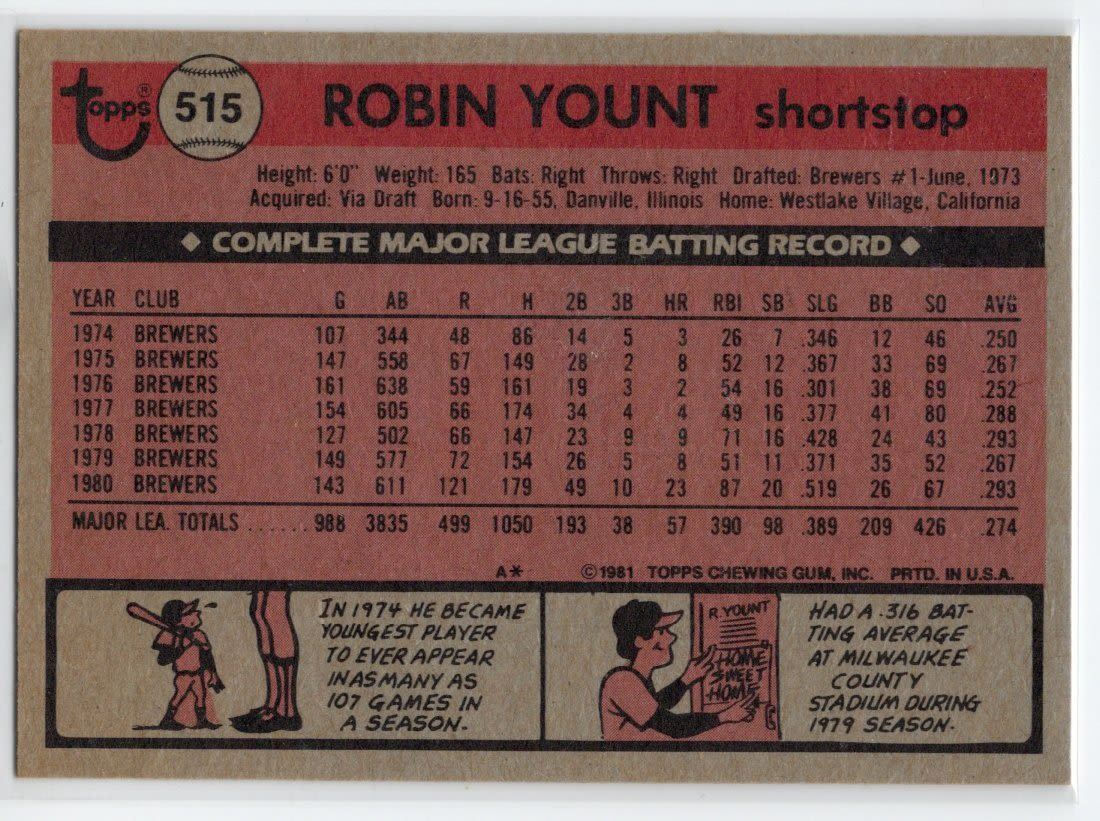 Topps® 515 ROBIN YOUNT shortstop
Height: 6'0" Weight: 165 Bats: Right Throws: Right Drafted: Brewers #1-June, 1973
Acquired: Via Draft Born: 9-16-55, Danville, Illinois Home: Westlake Village, California
◆ COMPLETE MAJOR LEAGUE BATTING RECORD ◆
YEAR CLUB G AB R H 2B 3B HR RBI SB SLG BB SO AVG
1974 BREWERS 107 344 48 86 14 5 3 26 7 .346 12 46 .250
1975 BREWERS 147 558 67 149 28 2 8 52 12 .367 33 69 .267
1976 BREWERS 161 638 59 161 19 3 2 54 16 .301 38 69 .252
1977 BREWERS 154 605 66 174 34 4 4 49 16 .377 41 80 .288
1978 BREWERS 127 502 66 147 23 9 9 71 16 .428 24 43 .293
1979 BREWERS 149 577 72 154 26 5 8 51 11 .371 35 52 .267
1980 BREWERS 143 611 121 179 49 10 23 87 20 .519 26 67 .293
MAJOR LEA. TOTALS ...... 988 3835 499 1050 193 38 57 390 98 .389 209 426 .274
A* ©1981 TOPPS CHEWING GUM, INC. PRTD. IN U.S.A.
IN 1974 HE BECAME
YOUNGEST PLAYER
TO EVER APPEAR
IN AS MANY AS
107 GAMES IN
A SEASON.
R. YOUNT
HOME
SWEET
HOME
HAD A .316 BAT-
TING AVERAGE
AT MILWAUKEE
COUNTY
STADIUM DURING
1979 SEASON.